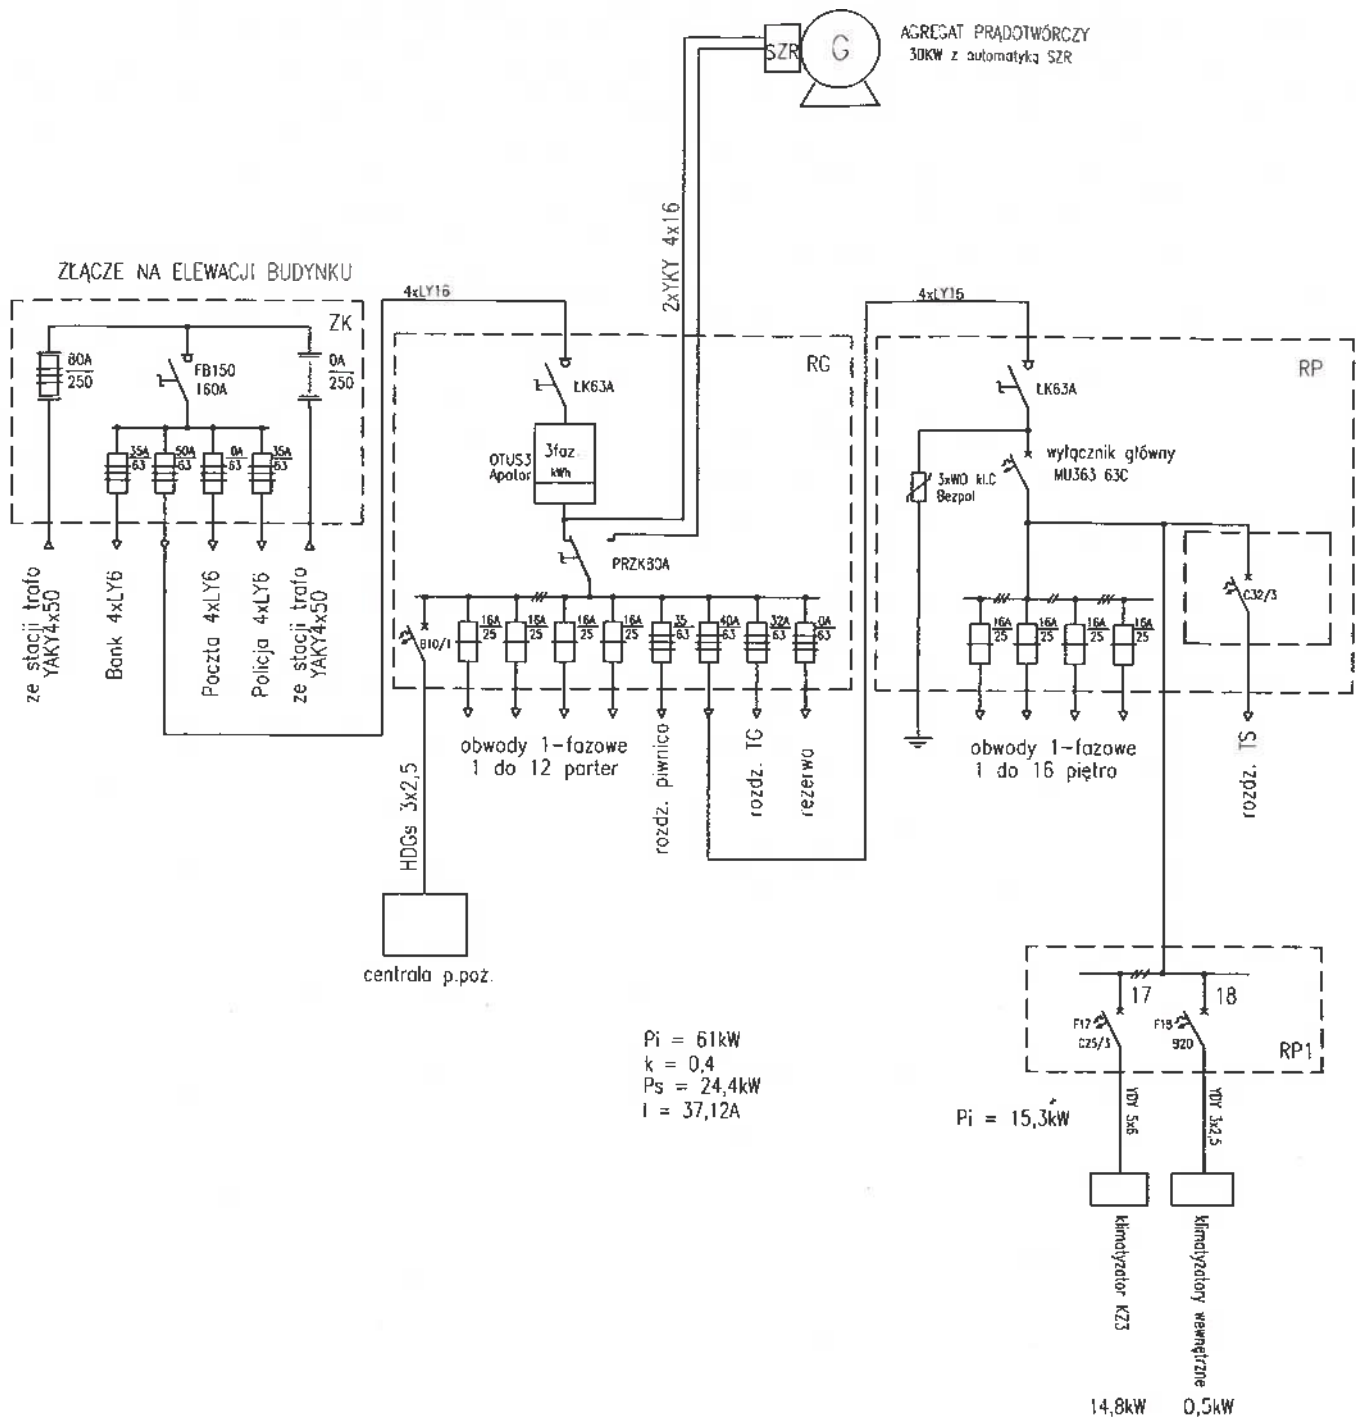 AGREGAT PRĄDOTWÓRCZY
30KW z automatyką SZR
SZR
G
2xYKY 4x16
ZŁĄCZE NA ELEWACJI BUDYNKU
ZK
80A
250
FB150
160A
0A
250
35A
63
50A
63
0A
63
35A
63
ze stacji trafo
YAKY4x50
Bank 4xLY6
Poczta 4xLY6
Policja 4xLY6
ze stacji trafo
YAKY4x50
4xLY16
RG
ŁK63A
OTUS3
Apator
3faz
kWh
PRZK80A
B10/1
16A
25
16A
25
16A
25
16A
25
35
63
40A
63
32A
63
0A
63
obwody 1-fazowe
1 do 12 parter
rozdz. piwnica
rozdz. TG
rezerwa
HDGs 3x2,5
centrala p.poż.
4xLY16
RP
ŁK63A
wyłącznik główny
MU363 63C
3xWO kl.C
Bezpol
C32/3
16A
25
16A
25
16A
25
16A
25
obwody 1-fazowe
1 do 16 piętro
rozdz. TS
17
18
F17
C25/3
F18
B20
RP1
YDY 5x6
YDY 3x2,5
Pi = 61kW
k = 0,4
Ps = 24,4kW
I = 37,12A
Pi = 15,3kW
klimatyzator KZ3
klimatyzatory wewnętrzne
14,8kW
0,5kW